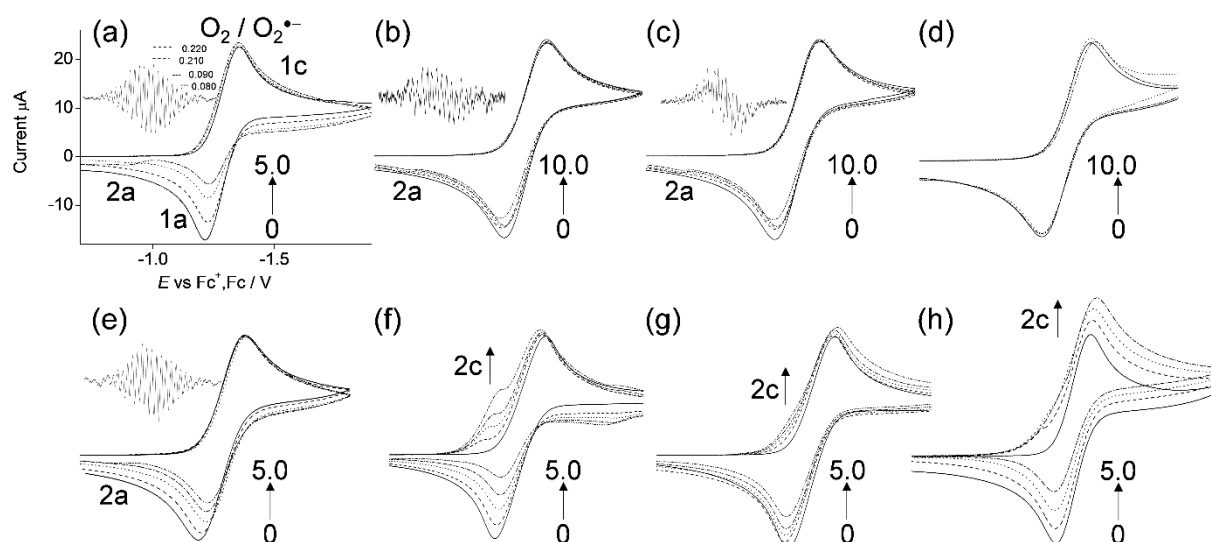 (a) O₂ / O₂•−
0.220
0.210
0.090
0.080
1c
(b)
(c)
(d)
20
10
0
-10
Current µA
5.0
0
2a
1a
10.0
0
2a
10.0
0
2a
10.0
0
-1.0
-1.5
E vs Fc⁺,Fc / V
(e)
(f)
(g)
(h)
2c
2c
2c
5.0
0
2a
5.0
0
5.0
0
5.0
0